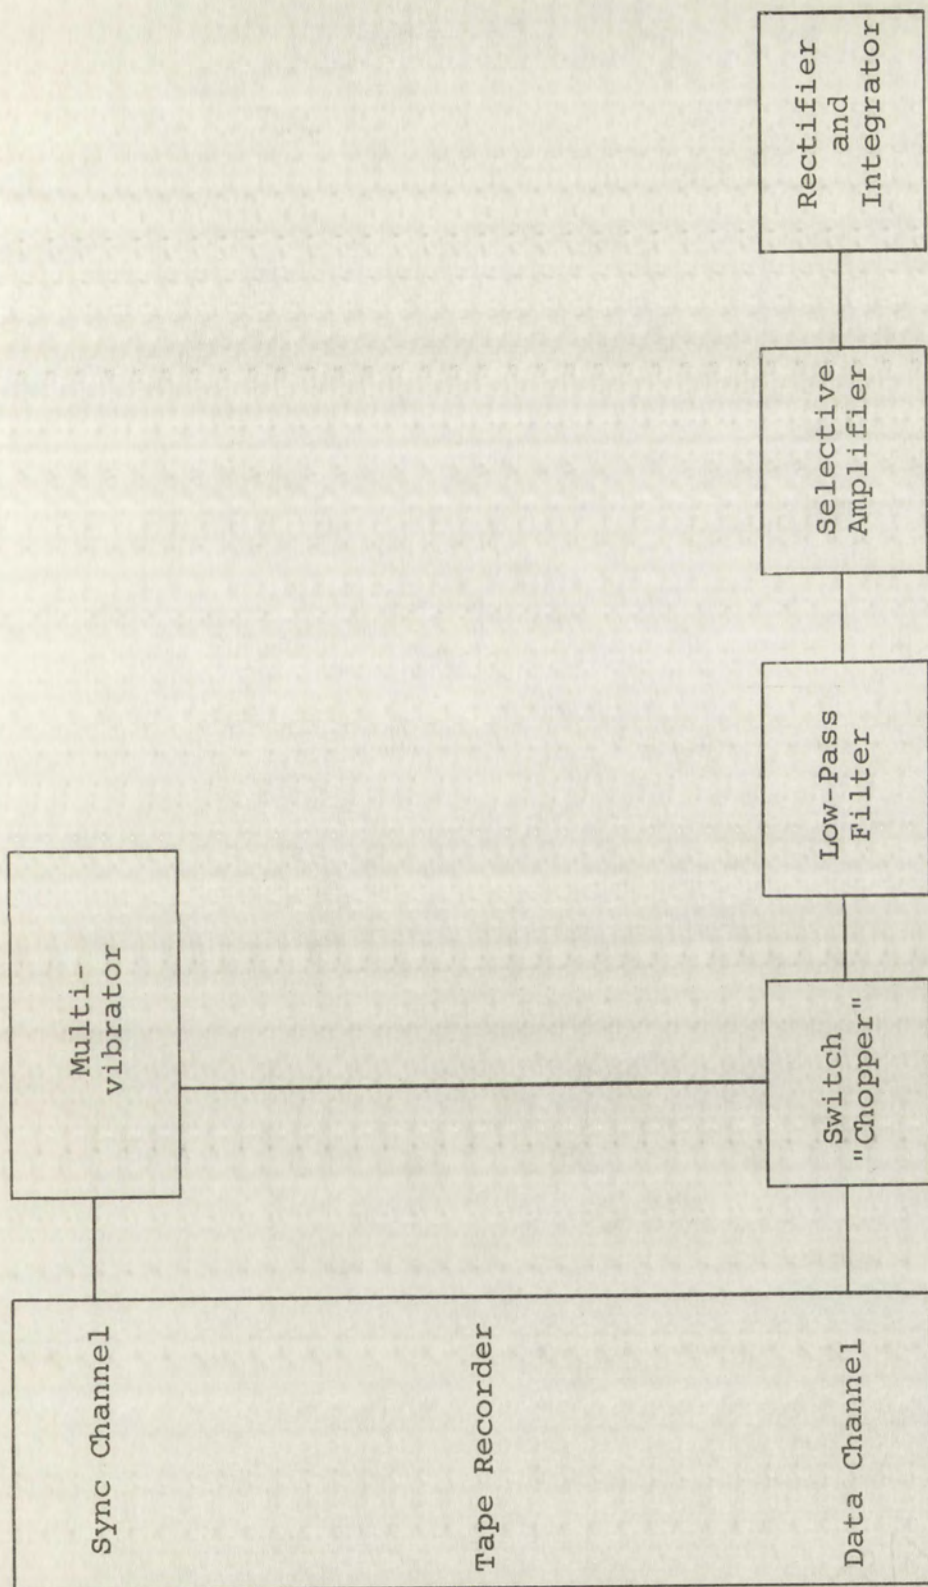 Sync Channel
Multi-
vibrator
Tape Recorder
Data Channel
Switch
"Chopper"
Low-Pass
Filter
Selective
Amplifier
Rectifier
and
Integrator